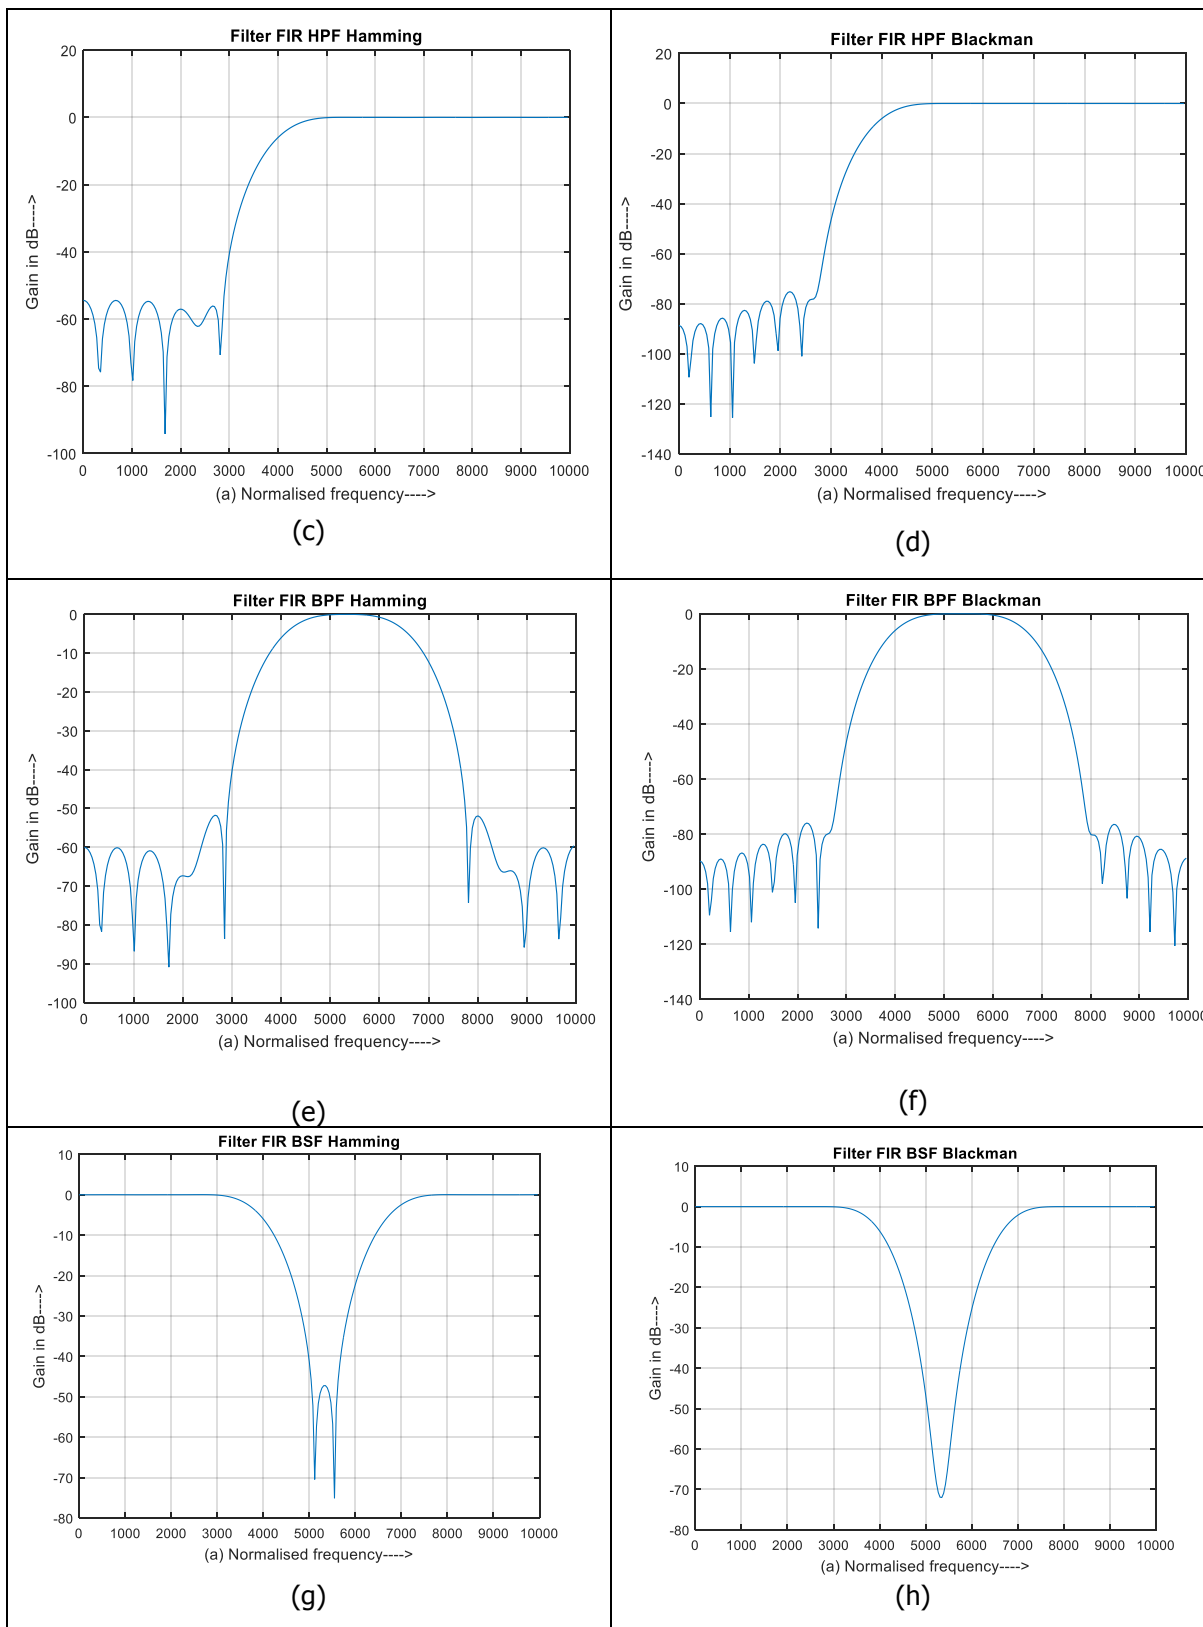 Filter FIR HPF Hamming
20
0
-20
-40
-60
-80
-100
Gain in dB----->
0 1000 2000 3000 4000 5000 6000 7000 8000 9000 10000
(a) Normalised frequency---->
(c)
Filter FIR HPF Blackman
20
0
-20
-40
-60
-80
-100
-120
-140
Gain in dB----->
0 1000 2000 3000 4000 5000 6000 7000 8000 9000 10000
(a) Normalised frequency---->
(d)
Filter FIR BPF Hamming
0
-10
-20
-30
-40
-50
-60
-70
-80
-90
-100
Gain in dB----->
0 1000 2000 3000 4000 5000 6000 7000 8000 9000 10000
(a) Normalised frequency---->
(e)
Filter FIR BPF Blackman
0
-20
-40
-60
-80
-100
-120
-140
Gain in dB----->
0 1000 2000 3000 4000 5000 6000 7000 8000 9000 10000
(a) Normalised frequency---->
(f)
Filter FIR BSF Hamming
10
0
-10
-20
-30
-40
-50
-60
-70
-80
Gain in dB----->
0 1000 2000 3000 4000 5000 6000 7000 8000 9000 10000
(a) Normalised frequency---->
(g)
Filter FIR BSF Blackman
10
0
-10
-20
-30
-40
-50
-60
-70
-80
Gain in dB----->
0 1000 2000 3000 4000 5000 6000 7000 8000 9000 10000
(a) Normalised frequency---->
(h)